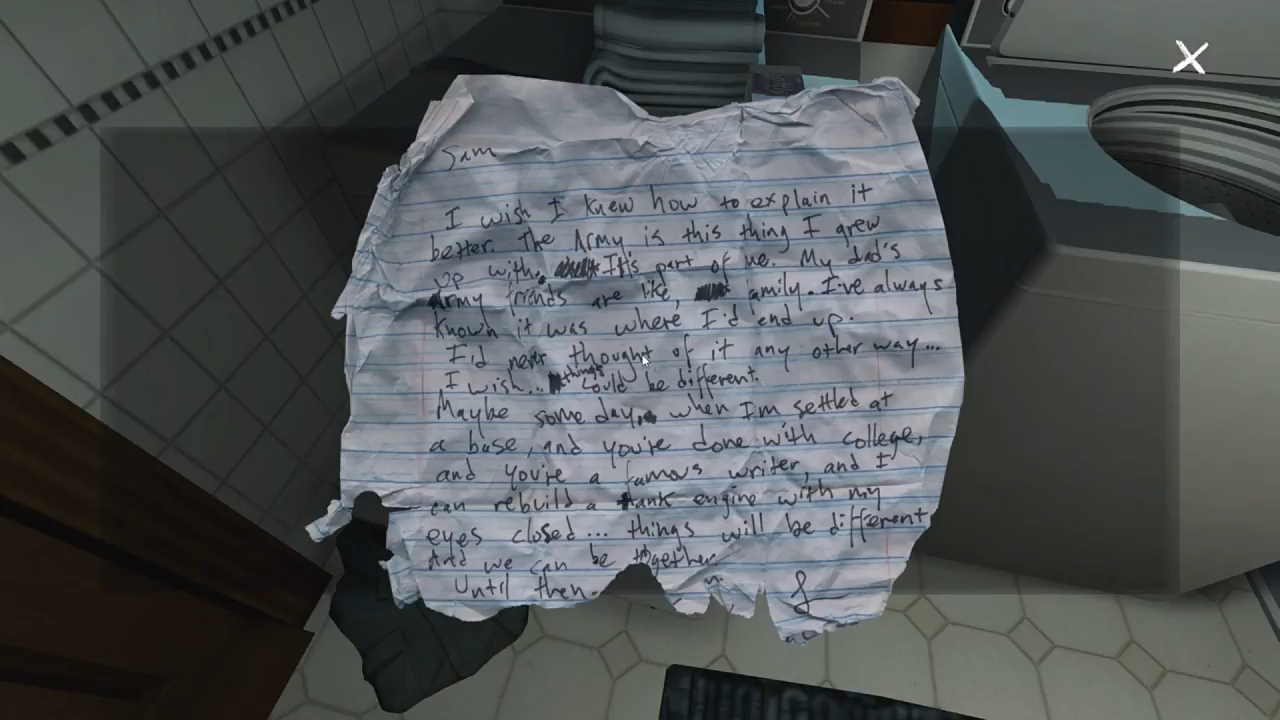 Sam
I wish I knew how to explain it
better. The Army is this thing I grew
up with. It's part of me. My dad's
Army friends are like, family. I've always
known it was where I'd end up.
I'd never thought of it any other way...
I wish... things could be different.
Maybe some day, when I'm settled at
a base, and you're done with college,
and you're a famous writer, and I
can rebuild a tank engine with my
eyes closed... things will be different
And we can be together.
Until then.